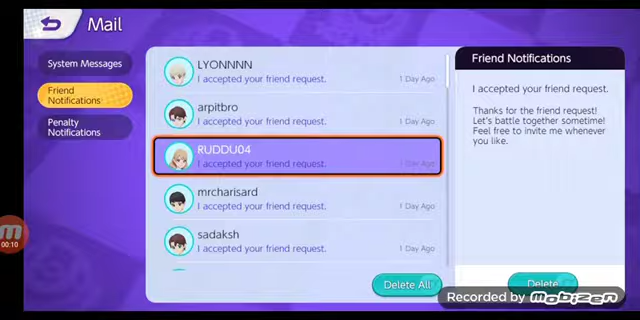 Mail
System Messages
Friend
Notifications
Penalty
Notifications
LYONNNN
I accepted your friend request.
1 Day Ago
arpitbro
I accepted your friend request.
1 Day Ago
RUDDU04
I accepted your friend request.
1 Day Ago
mrcharisard
I accepted your friend request.
1 Day Ago
sadaksh
I accepted your friend request.
1 Day Ago
Delete All
Friend Notifications
I accepted your friend request.
Thanks for the friend request!
Let's battle together sometime!
Feel free to invite me whenever
you like.
Delete
00:10
Recorded by mobizen